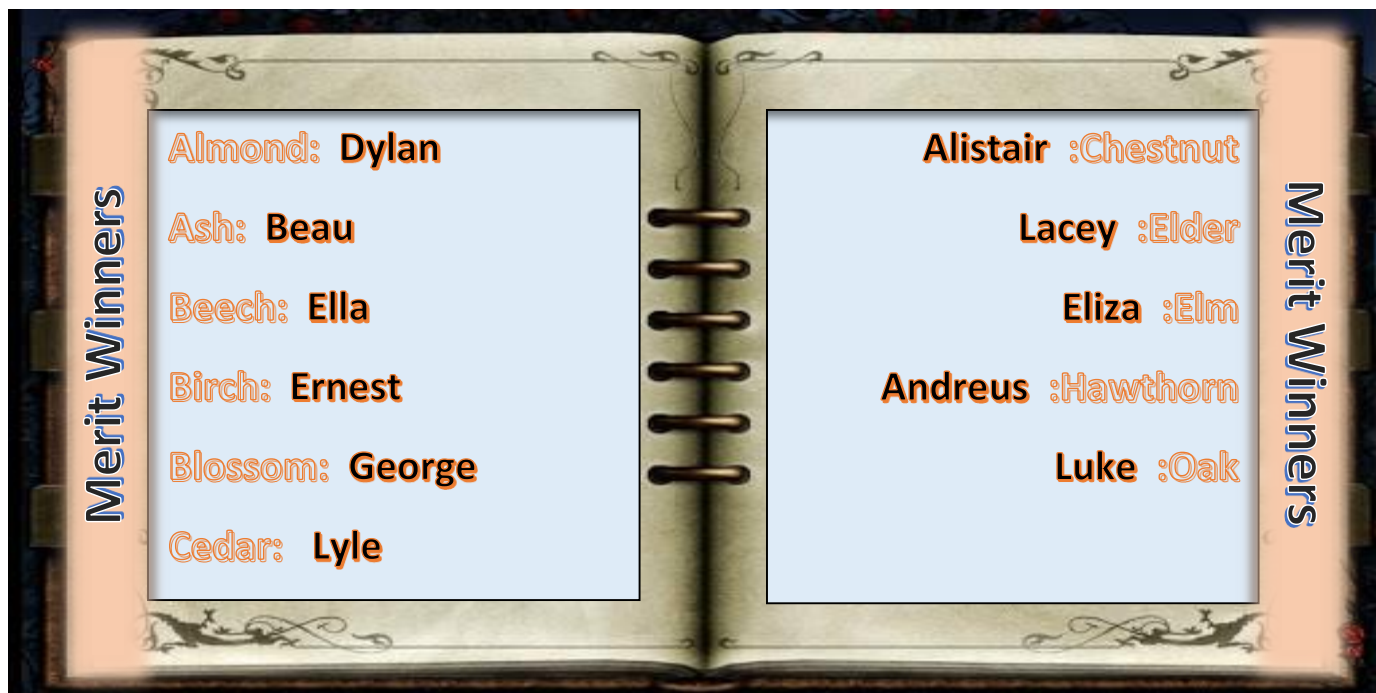 Merit Winners
Almond: Dylan
Ash: Beau
Beech: Ella
Birch: Ernest
Blossom: George
Cedar: Lyle
Alistair :Chestnut
Lacey :Elder
Eliza :Elm
Andreus :Hawthorn
Luke :Oak
Merit Winners